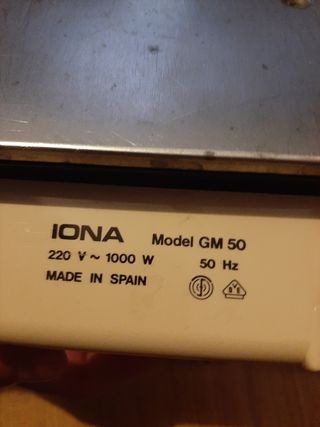 IONA Model GM 50
220 V ~ 1000 W 50 Hz
MADE IN SPAIN